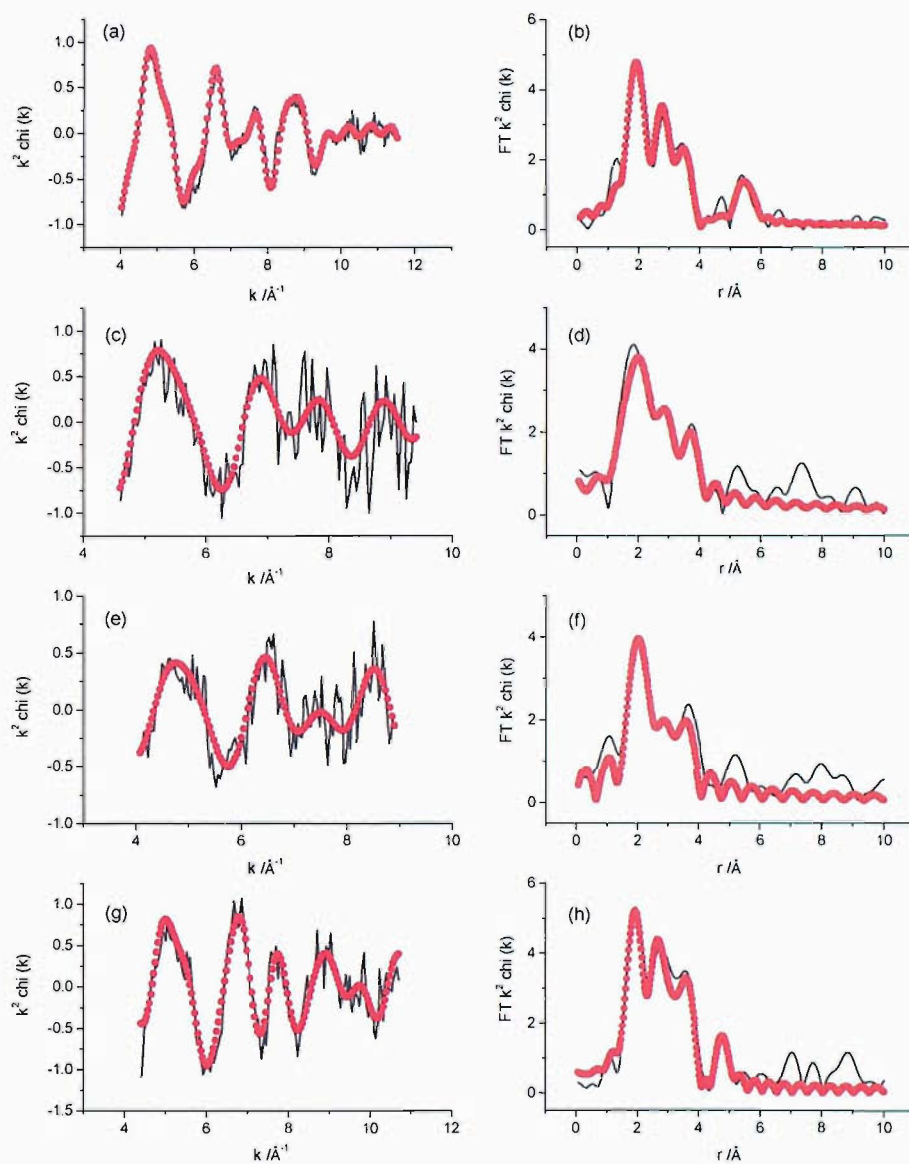 (a)
k² chi (k)
1.0
0.5
0.0
-0.5
-1.0
4 6 8 10 12
k /Å⁻¹
(b)
FT k² chi (k)
6
4
2
0
0 2 4 6 8 10
r /Å
(c)
k² chi (k)
1.0
0.5
0.0
-0.5
-1.0
4 6 8 10
k /Å⁻¹
(d)
FT k² chi (k)
4
2
0
0 2 4 6 8 10
r /Å
(e)
k² chi (k)
1.0
0.5
0.0
-0.5
-1.0
4 6 8 10
k /Å⁻¹
(f)
FT k² chi (k)
4
2
0
0 2 4 6 8 10
r /Å
(g)
k² chi (k)
1.0
0.5
0.0
-0.5
-1.0
-1.5
4 6 8 10
k /Å⁻¹
(h)
FT k² chi (k)
6
4
2
0
0 2 4 6 8 10
r /Å